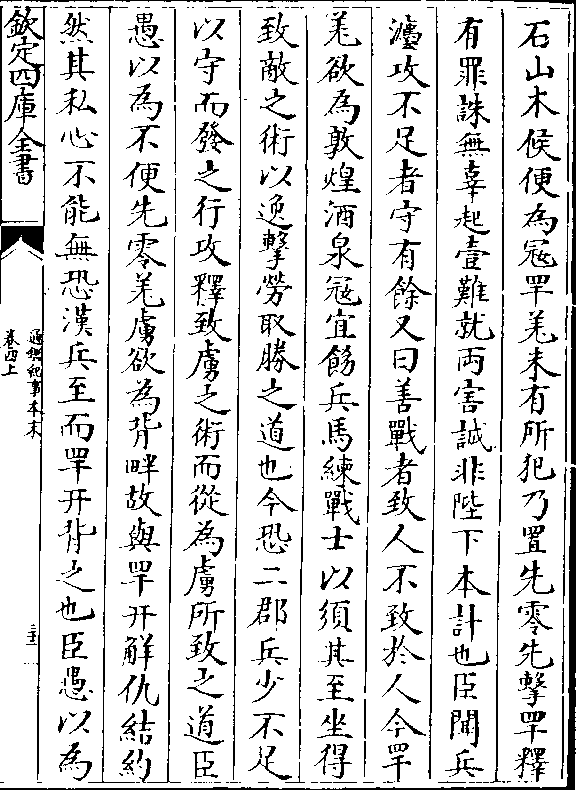 石山木候便為冦罕羌未有所犯乃置先零先擊罕釋
有罪誅無辜起壹難就兩害誠非陛下本計也臣聞兵
灋攻不足者守有餘又曰善戰者致人不致於人今罕
羌欲為敦煌酒泉冦宜飭兵馬練戰士以須其至坐得
致敵之術以逸擊勞取勝之道也今恐二郡兵少不足
以守而發之行攻釋致虜之術而從為虜所致之道臣
愚以為不便先零羌虜欲為背畔故與罕幵解仇結約
然其私心不能無恐漢兵至而罕幵背之也臣愚以為
欽定四庫全書
通鑑紀事本末
卷四上